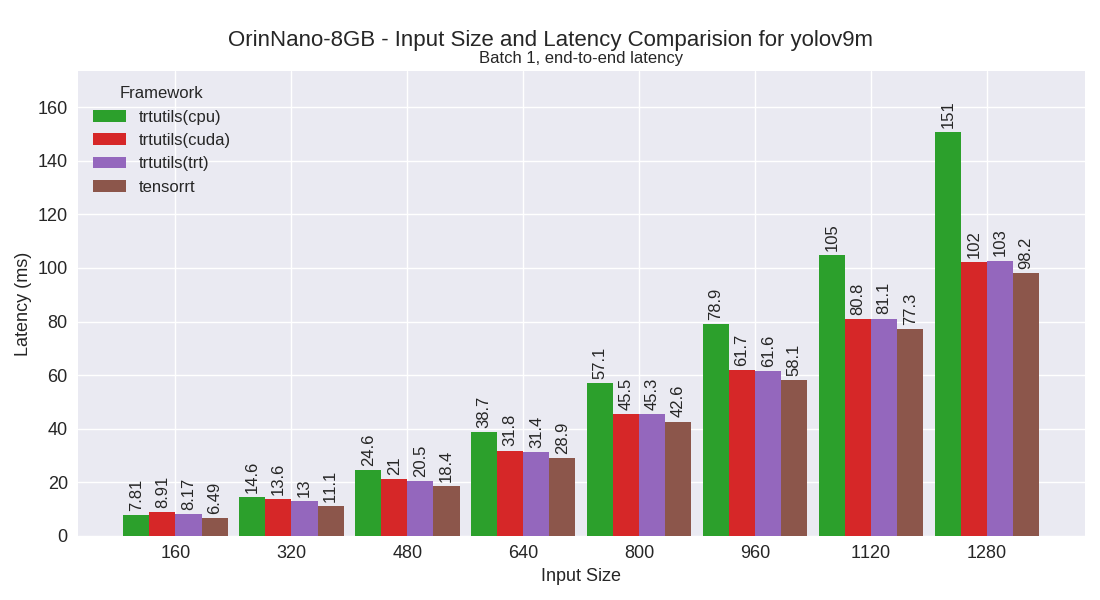 OrinNano-8GB - Input Size and Latency Comparision for yolov9m
Batch 1, end-to-end latency
Framework
trtutils(cpu)
trtutils(cuda)
trtutils(trt)
tensorrt
Latency (ms)
160
140
120
100
80
60
40
20
0
7.81 8.91 8.17 6.49
14.6 13.6 13 11.1
24.6 21 20.5 18.4
38.7 31.8 31.4 28.9
57.1 45.5 45.3 42.6
78.9 61.7 61.6 58.1
105 80.8 81.1 77.3
151 102 103 98.2
160 320 480 640 800 960 1120 1280
Input Size